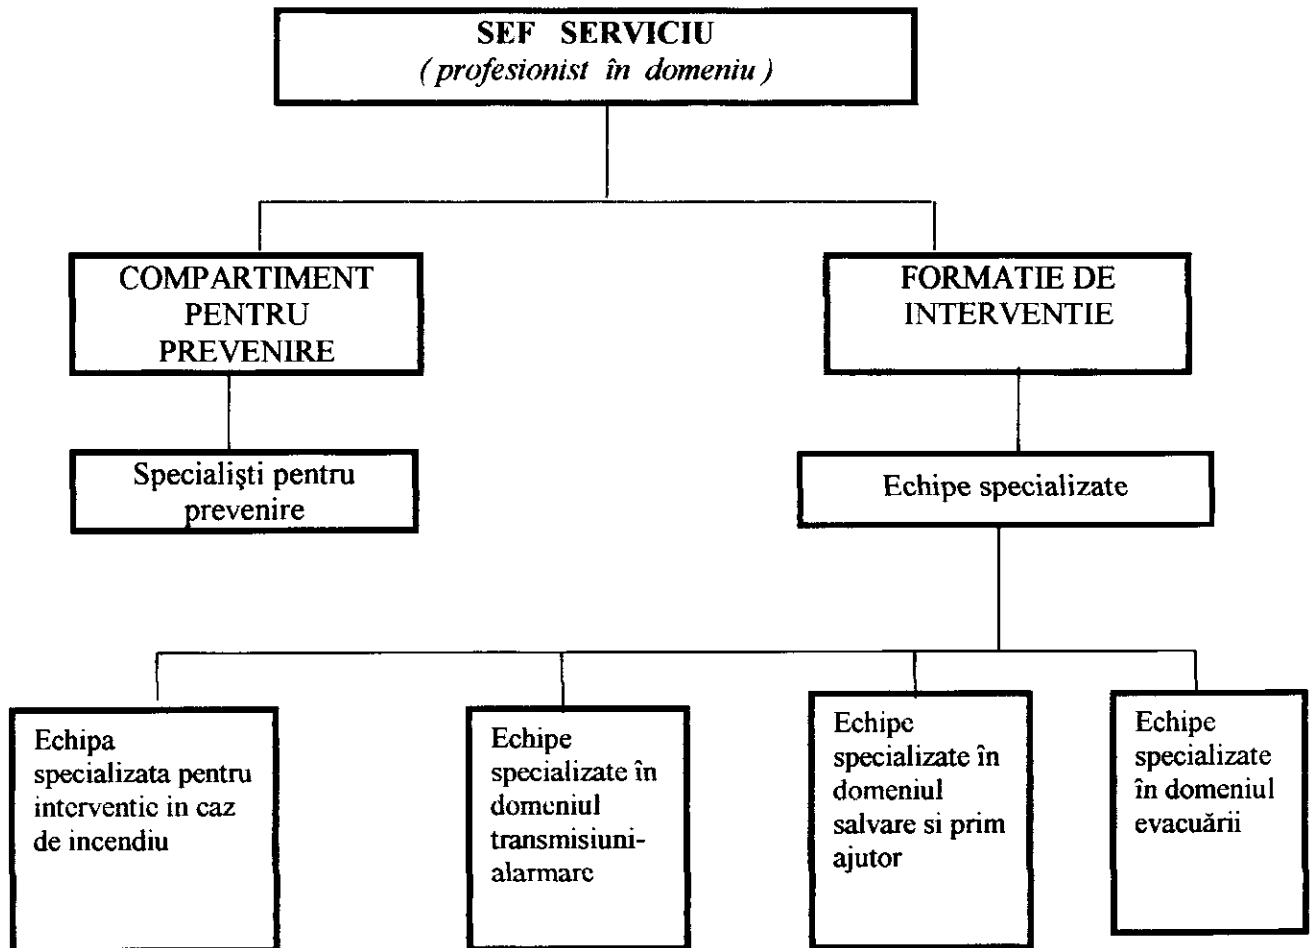 SEF SERVICIU
( profesionist în domeniu )
COMPARTIMENT
PENTRU
PREVENIRE
FORMATIE DE
INTERVENTIE
Specialişti pentru
prevenire
Echipe specializate
Echipa
specializata pentru
interventie in caz
de incendiu
Echipe
specializate în
domeniul
transmisiuni-
alarmare
Echipe
specializate în
domeniul
salvare si prim
ajutor
Echipe
specializate
în domeniul
evacuării